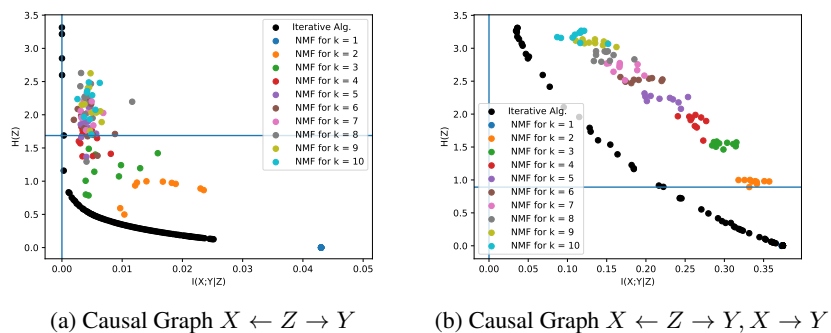 3.5
3.0
2.5
2.0
1.5
1.0
0.5
0.0
H(Z)
0.00
0.01
0.02
0.03
0.04
0.05
I(X;Y|Z)
Iterative Alg.
NMF for k = 1
NMF for k = 2
NMF for k = 3
NMF for k = 4
NMF for k = 5
NMF for k = 6
NMF for k = 7
NMF for k = 8
NMF for k = 9
NMF for k = 10
(a) Causal Graph X ← Z → Y
3.5
3.0
2.5
2.0
1.5
1.0
0.5
0.0
H(Z)
0.00
0.05
0.10
0.15
0.20
0.25
0.30
0.35
I(X;Y|Z)
Iterative Alg.
NMF for k = 1
NMF for k = 2
NMF for k = 3
NMF for k = 4
NMF for k = 5
NMF for k = 6
NMF for k = 7
NMF for k = 8
NMF for k = 9
NMF for k = 10
(b) Causal Graph X ← Z → Y, X → Y